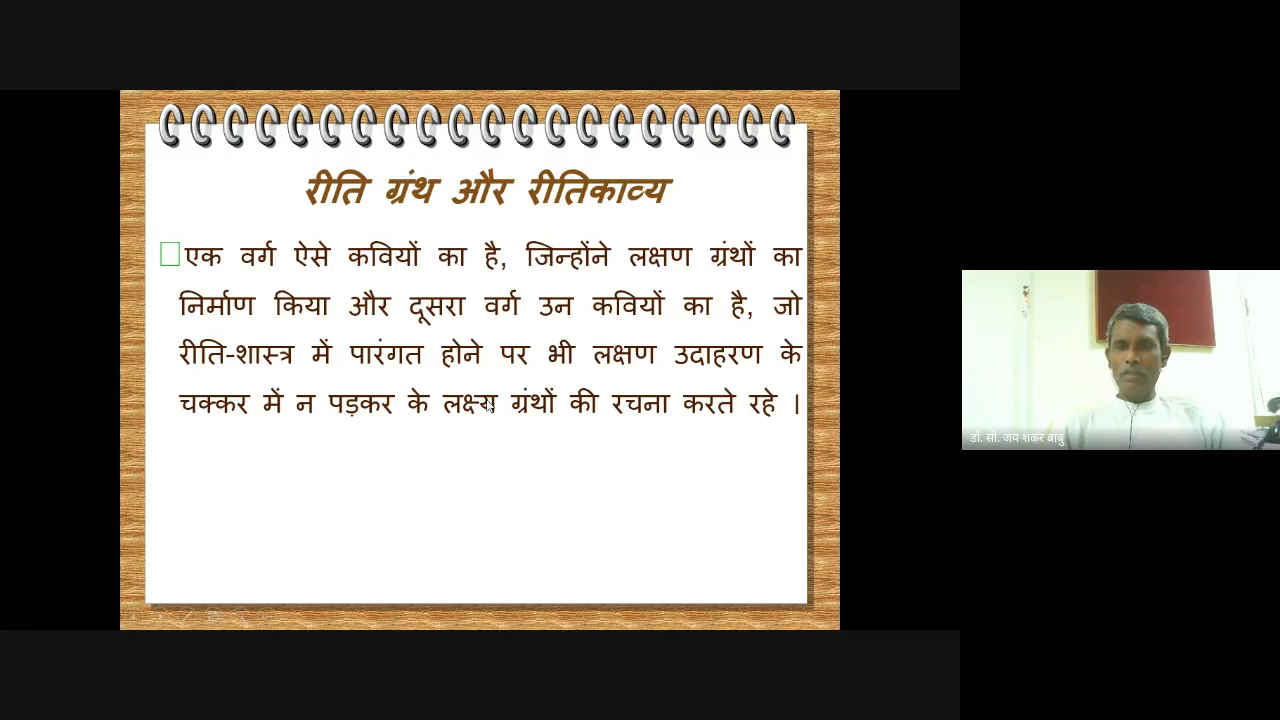 रीति ग्रंथ और रीतिकाव्य
एक वर्ग ऐसे कवियों का है, जिन्होंने लक्षण ग्रंथों का
निर्माण किया और दूसरा वर्ग उन कवियों का है, जो
रीति-शास्त्र में पारंगत होने पर भी लक्षण उदाहरण के
चक्कर में न पड़कर के लक्ष्य ग्रंथों की रचना करते रहे ।
डॉ. सी. जय शंकर बाबु